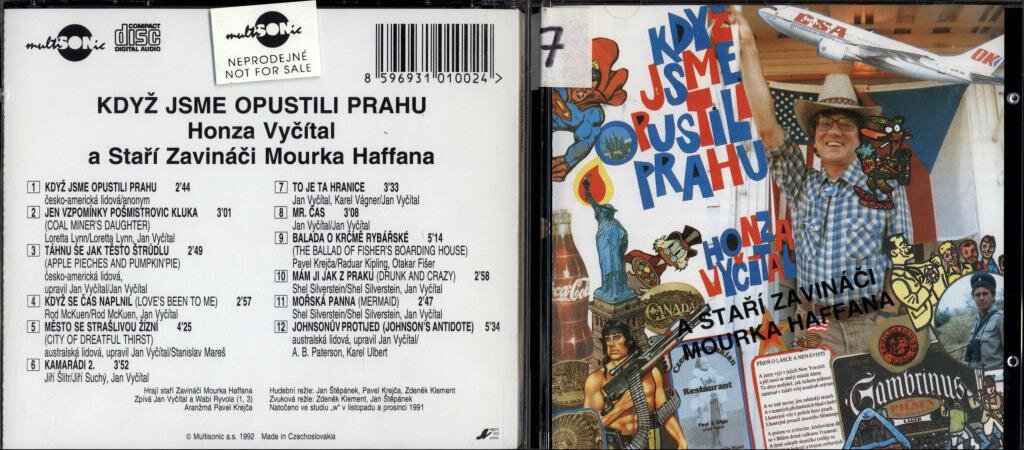 multiSONic
COMPACT
disc
DIGITAL AUDIO
multiSONic
NEPRODEJNÉ
NOT FOR SALE
8 596931 010024 >
KDYŽ JSME OPUSTILI PRAHU
Honza Vyčítal
a Staří Zavináči Mourka Haffana
1 KDYŽ JSME OPUSTILI PRAHU 2'44
česko-americká lidová/anonym
2 JEN VZPOMÍNKY POŠMISTROVIC KLUKA 3'01
(COAL MINER'S DAUGHTER)
Loretta Lynn/Loretta Lynn, Jan Vyčítal
3 TÁHNU SE JAK TĚSTO ŠTRŮDLU 2'49
(APPLE PIECHES AND PUMPKIN'PIE)
česko-americká lidová,
upravil Jan Vyčítal/Jan Vyčítal
4 KDYŽ SE ČAS NAPLNIL (LOVE'S BEEN TO ME) 2'57
Rod McKuen/Rod McKuen, Jan Vyčítal
5 MĚSTO SE STRAŠLIVOU ŽÍZNÍ 4'25
(CITY OF DREATFUL THIRST)
australská lidová, upravil Jan Vyčítal/Stanislav Mareš
6 KAMARÁDI 2. 3'52
Jiří Šlitr/Jiří Suchý, Jan Vyčítal
7 TO JE TA HRANICE 3'33
Jan Vyčítal, Karel Vágner/Jan Vyčítal
8 MR. ČAS 3'08
Jan Vyčítal/Jan Vyčítal
9 BALADA O KRČMĚ RYBÁŘSKÉ 5'14
(THE BALLAD OF FISHER'S BOARDING HOUSE)
Pavel Krejča/Raduar Kipling, Otakar Fišer
10 MÁM JI JAK Z PRAKU (DRUNK AND CRAZY) 2'58
Shel Silverstein/Shel Silverstein, Jan Vyčítal
11 MOŘSKÁ PANNA (MERMAID) 2'47
Shel Silverstein/Shel Silverstein, Jan Vyčítal
12 JOHNSONŮV PROTIJED (JOHNSON'S ANTIDOTE) 5'34
australská lidová, upravil Jan Vyčítal/
A. B. Paterson, Karel Ulbert
Hrají staří Zavináči Mourka Haffana
Zpívá Jan Vyčítal a Wabi Ryvola (1, 3)
Aranžmá Pavel Krejča
Hudební režie: Jan Štěpánek, Pavel Krejča, Zdeněk Klement
Zvuková režie: Jan Štěpánek, Zdeněk Klement
Natočeno ve studiu „w" v listopadu a prosinci 1991
© Multisonic a.s. 1992 Made in Czechoslovakia
7
ČSA
OK
KDYŽ
JSME
OPUSTILI
PRAHU
HONZA
VYČÍTAL
A STAŘÍ ZAVINÁČI
MOURKA HAFFANA
Coca-Cola
CANADA
Restaurant
PÍSEŇ O LÁSCE A NENÁVISTI
Gambrinus
PILSEN
LAGER